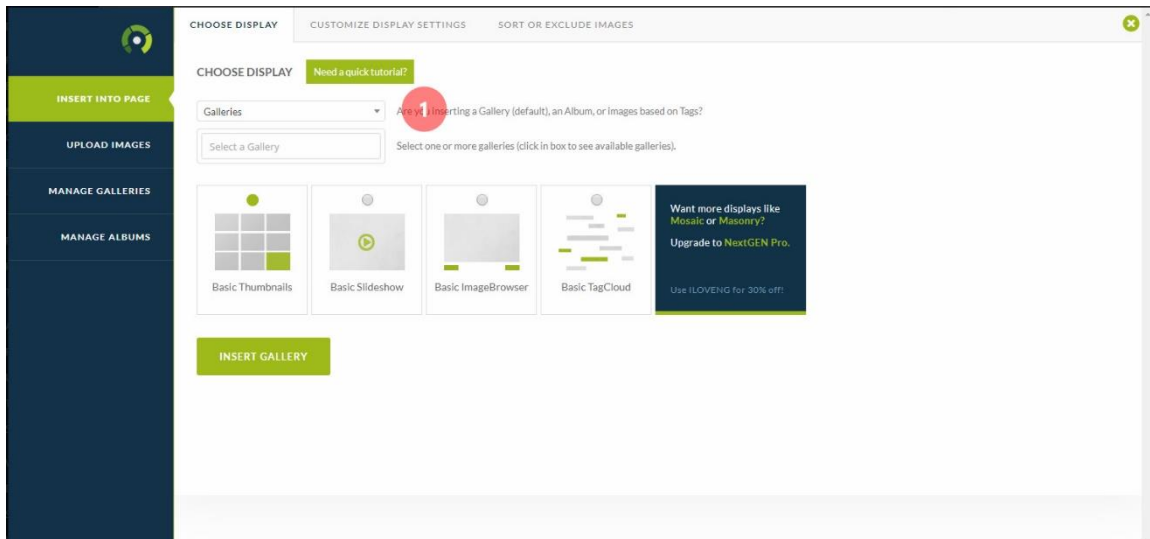 CHOOSE DISPLAY
CUSTOMIZE DISPLAY SETTINGS
SORT OR EXCLUDE IMAGES
INSERT INTO PAGE
UPLOAD IMAGES
MANAGE GALLERIES
MANAGE ALBUMS
CHOOSE DISPLAY
Need a quick tutorial?
Galleries
1
Are you inserting a Gallery (default), an Album, or images based on Tags?
Select a Gallery
Select one or more galleries (click in box to see available galleries).
Basic Thumbnails
Basic Slideshow
Basic ImageBrowser
Basic TagCloud
Want more displays like
Mosaic or Masonry?
Upgrade to NextGEN Pro.
Use ILOVENG for 30% off!
INSERT GALLERY